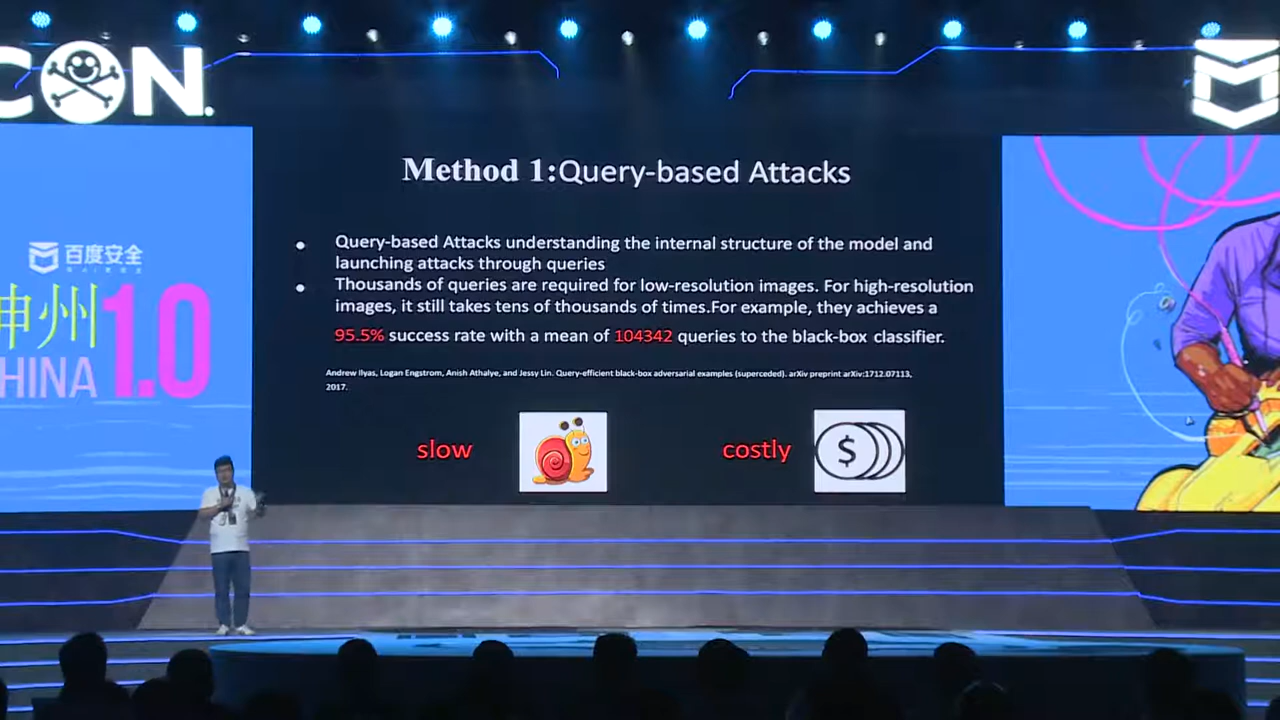 CON.
Method 1:Query-based Attacks
● Query-based Attacks understanding the internal structure of the model and
launching attacks through queries
● Thousands of queries are required for low-resolution images. For high-resolution
images, it still takes tens of thousands of times.For example, they achieves a
95.5% success rate with a mean of 104342 queries to the black-box classifier.
Andrew Ilyas, Logan Engstrom, Anish Athalye, and Jessy Lin. Query-efficient black-box adversarial examples (superceded). arXiv preprint arXiv:1712.07113,
2017.
slow
costly
$
百度安全
神州
HINA 1.0